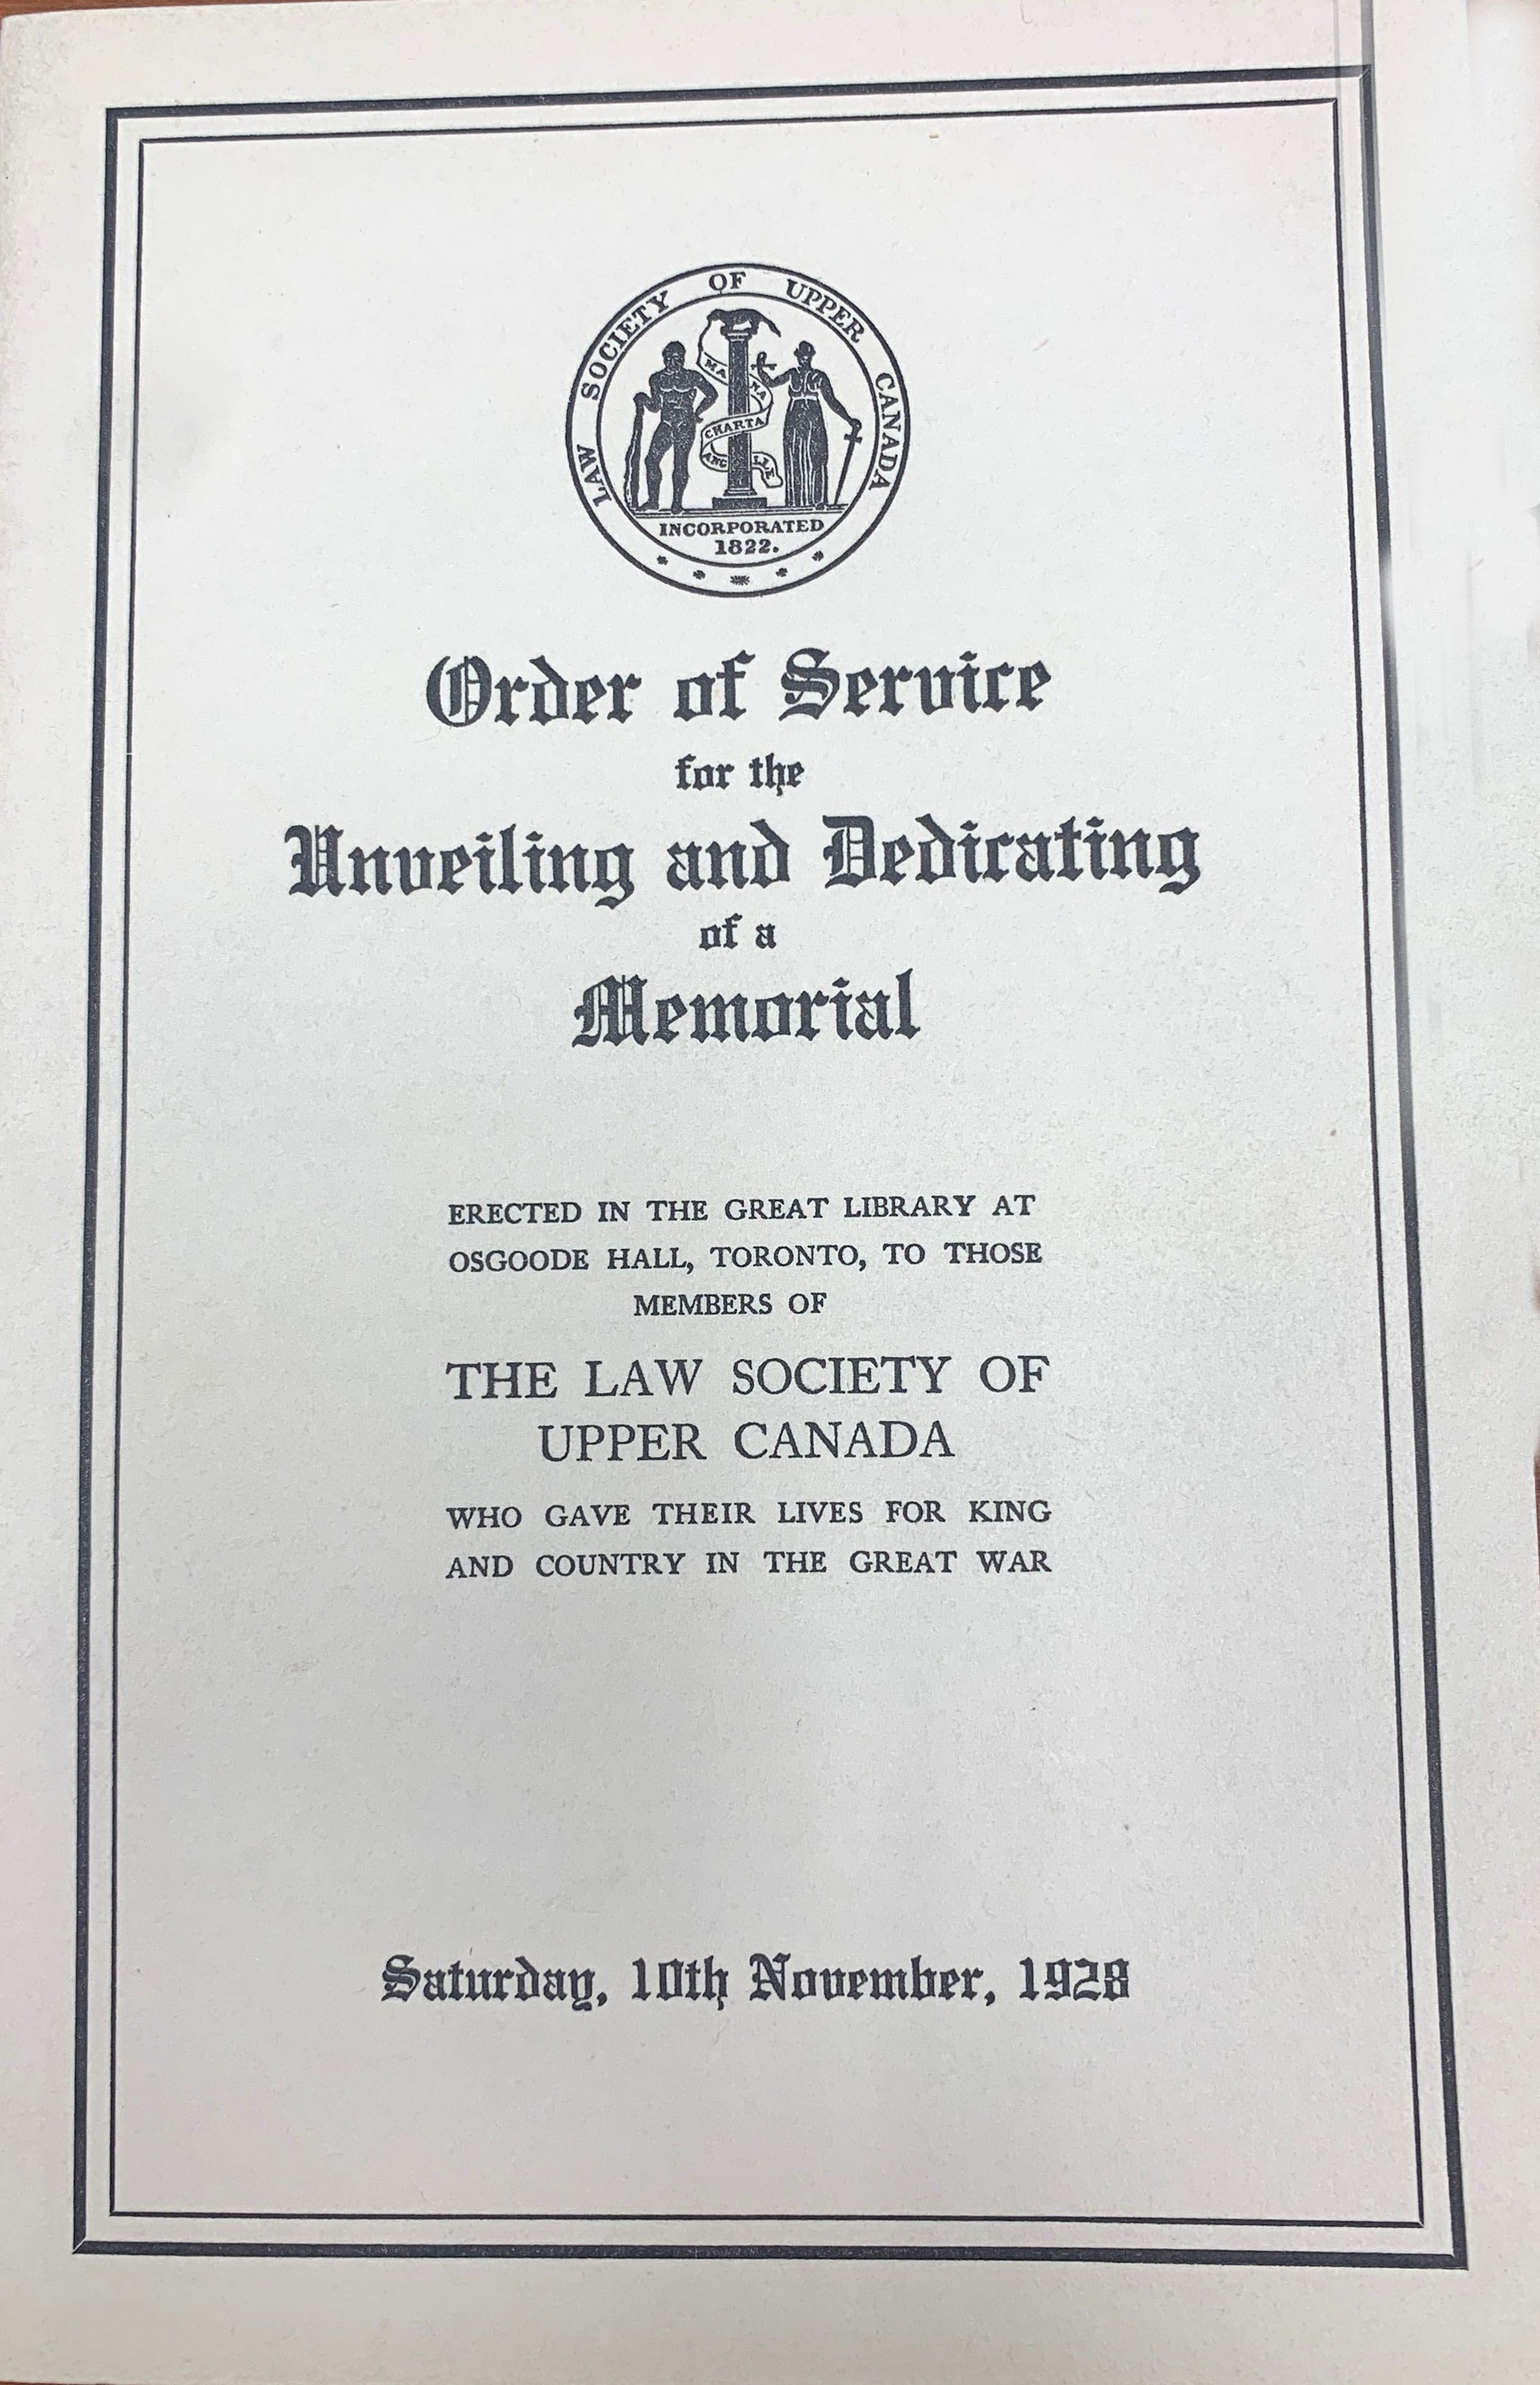 LAW SOCIETY OF UPPER CANADA
MAGNA
CHARTA
ANGLIÆ
INCORPORATED
1822.
Order of Service
for the
Unveiling and Dedicating
of a
Memorial
ERECTED IN THE GREAT LIBRARY AT
OSGOODE HALL, TORONTO, TO THOSE
MEMBERS OF
THE LAW SOCIETY OF
UPPER CANADA
WHO GAVE THEIR LIVES FOR KING
AND COUNTRY IN THE GREAT WAR
Saturday, 10th November, 1928